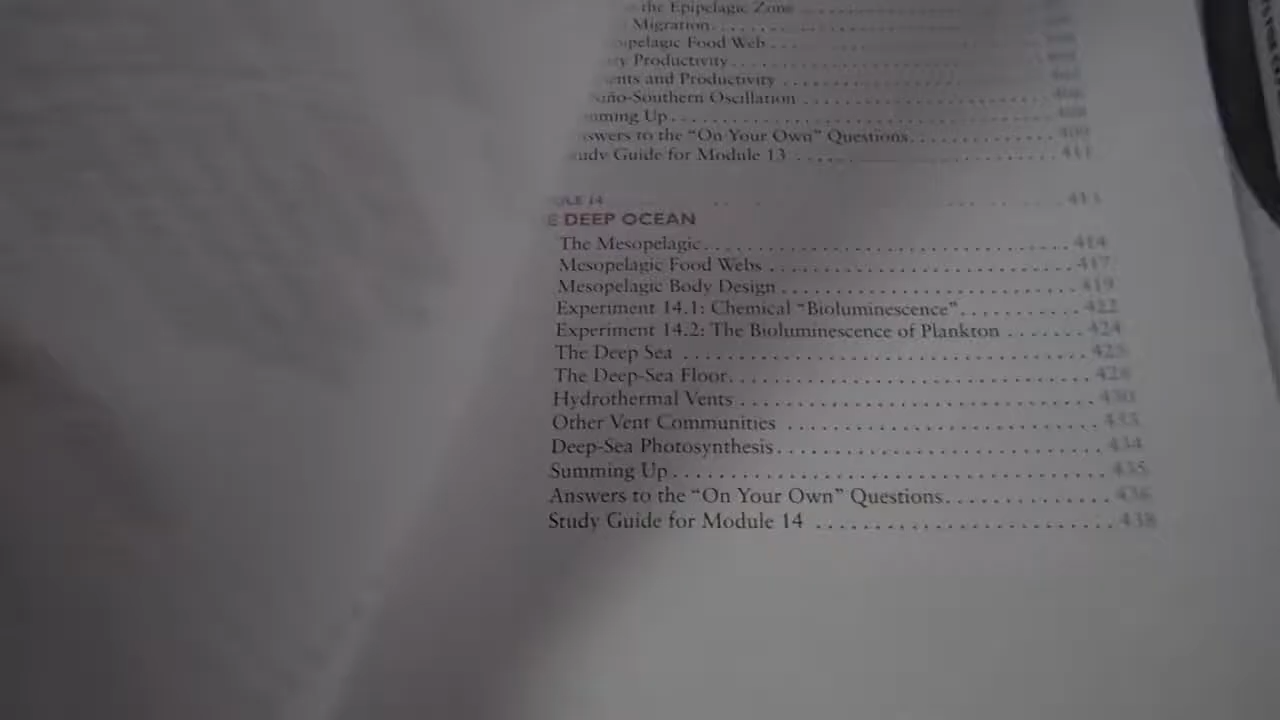 the Epipelagic Zone
Migration
pelagic Food Web
y Productivity
ents and Productivity
ño-Southern Oscillation
ming Up
swers to the “On Your Own” Questions 409
udy Guide for Module 13 411
ULE 14 413
E DEEP OCEAN
The Mesopelagic 414
Mesopelagic Food Webs 417
Mesopelagic Body Design 419
Experiment 14.1: Chemical “Bioluminescence” 422
Experiment 14.2: The Bioluminescence of Plankton 424
The Deep Sea
The Deep-Sea Floor
Hydrothermal Vents 430
Other Vent Communities 433
Deep-Sea Photosynthesis 434
Summing Up 435
Answers to the “On Your Own” Questions 436
Study Guide for Module 14 438